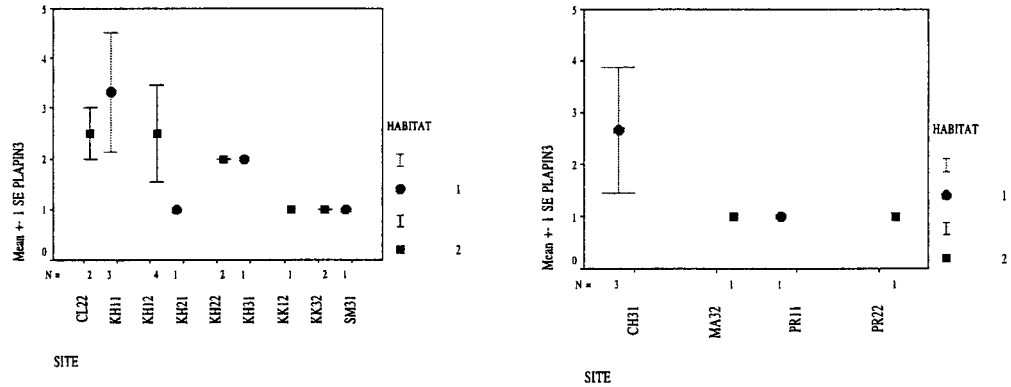 5
4
3
2
1
0
Mean +- 1 SE PLAPIN3
N = 2 3 4 1 2 1 1 2 1
CL22 KH11 KH12 KH21 KH22 KH31 KK12 KK32 SM31
SITE
HABITAT
1
2
5
4
3
2
1
0
Mean +- 1 SE PLAPIN3
N = 3 1 1 1
CH31 MA32 PR11 PR22
SITE
HABITAT
1
2